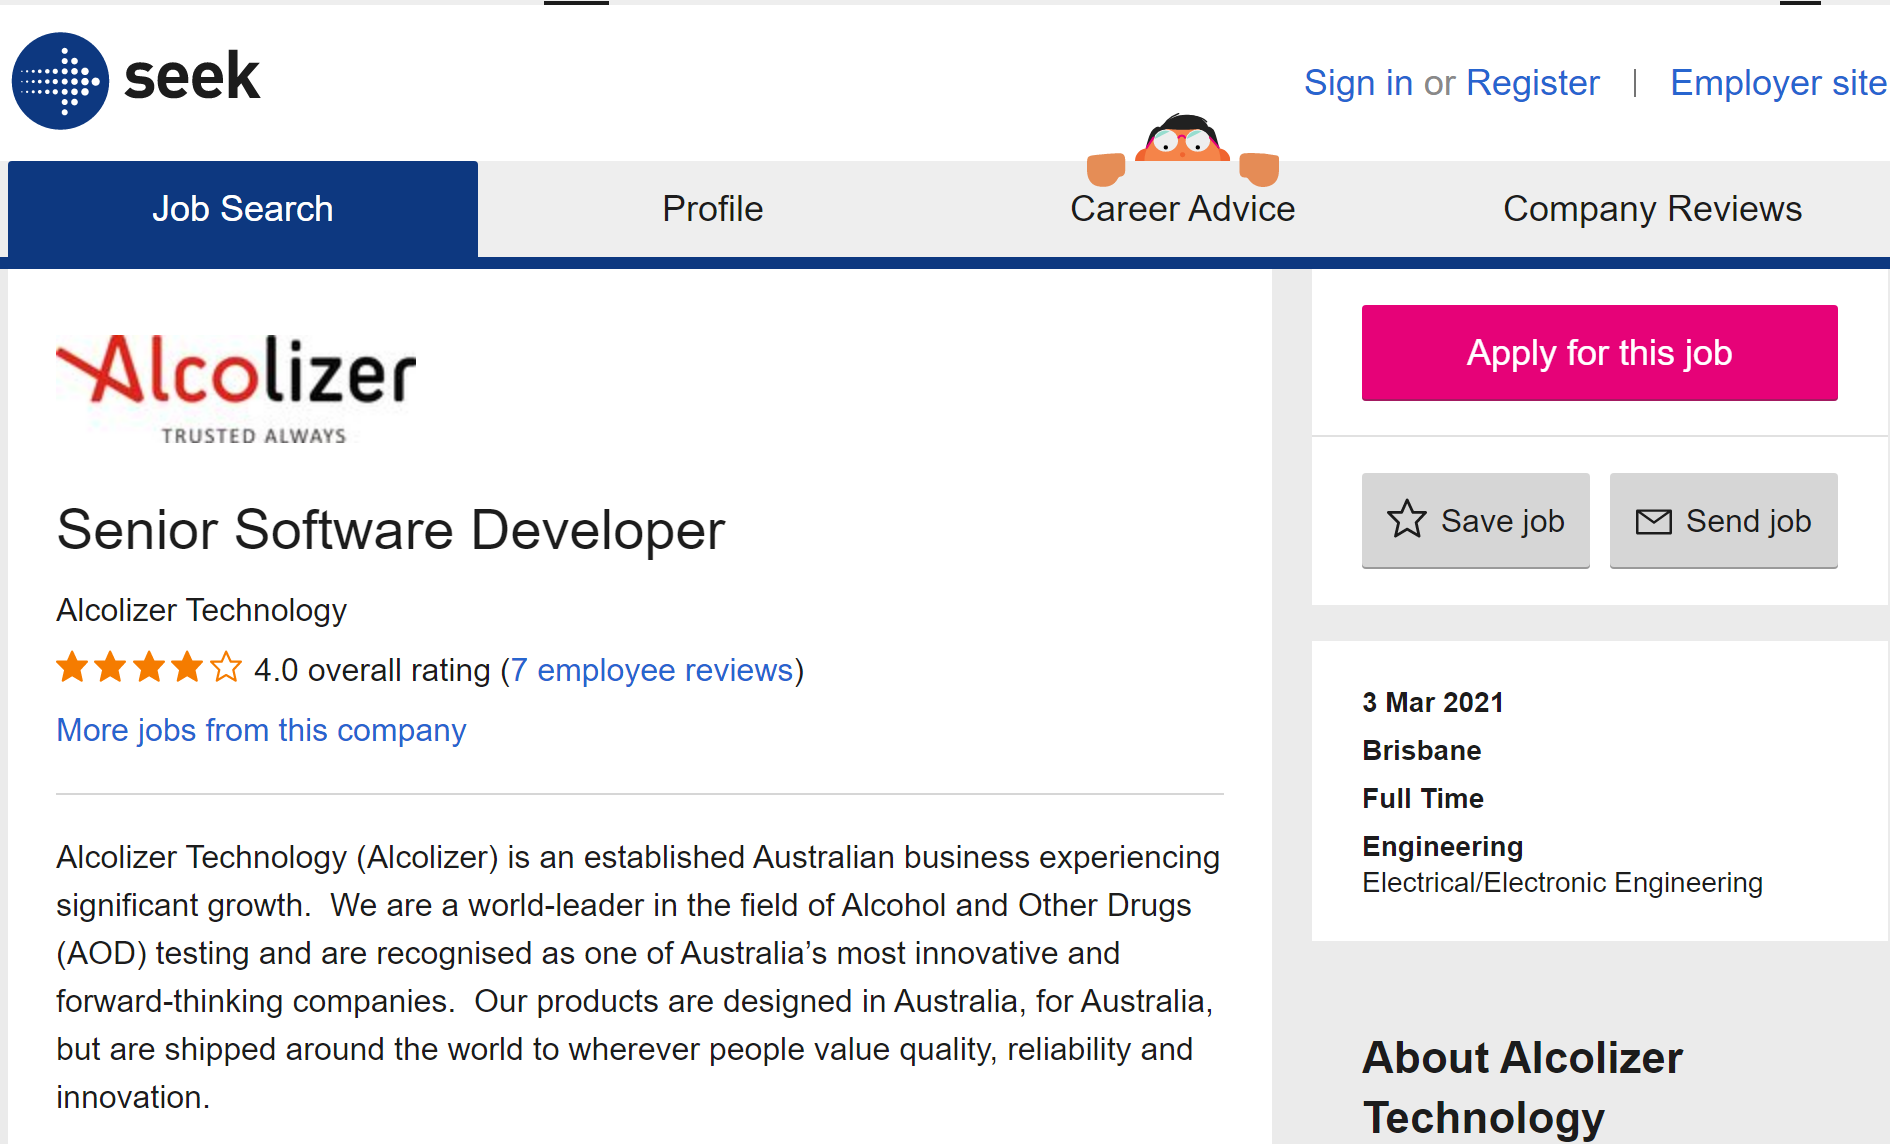 seek
Sign in or Register | Employer site
Job Search
Profile
Career Advice
Company Reviews
Alcolizer
TRUSTED ALWAYS
Senior Software Developer
Alcolizer Technology
4.0 overall rating (7 employee reviews)
More jobs from this company
Alcolizer Technology (Alcolizer) is an established Australian business experiencing
significant growth.  We are a world-leader in the field of Alcohol and Other Drugs
(AOD) testing and are recognised as one of Australia’s most innovative and
forward-thinking companies.  Our products are designed in Australia, for Australia,
but are shipped around the world to wherever people value quality, reliability and
innovation.
Apply for this job
Save job
Send job
3 Mar 2021
Brisbane
Full Time
Engineering
Electrical/Electronic Engineering
About Alcolizer
Technology